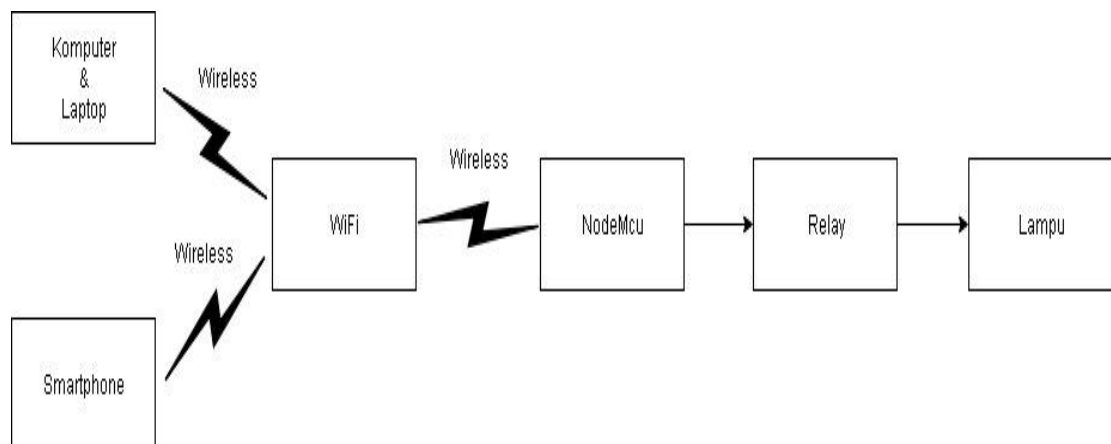 Komputer
&
Laptop
Wireless
Wireless
WiFi
NodeMcu
Relay
Lampu
Wireless
Smartphone